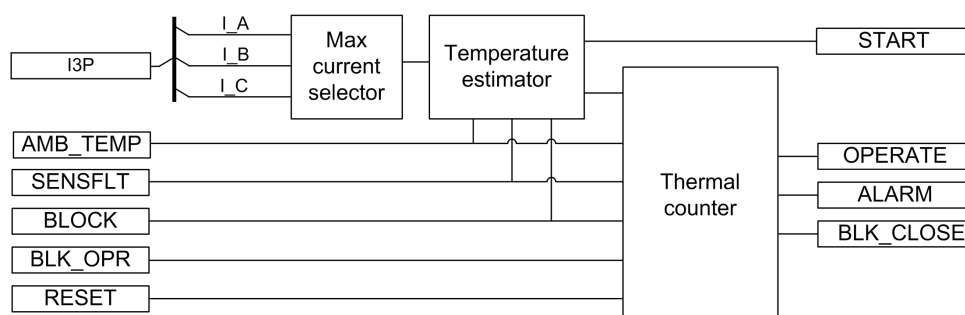 I_A
I_B
I_C
I3P
Max
current
selector
Temperature
estimator
START
AMB_TEMP
SENSFLT
BLOCK
BLK_OPR
RESET
Thermal
counter
OPERATE
ALARM
BLK_CLOSE